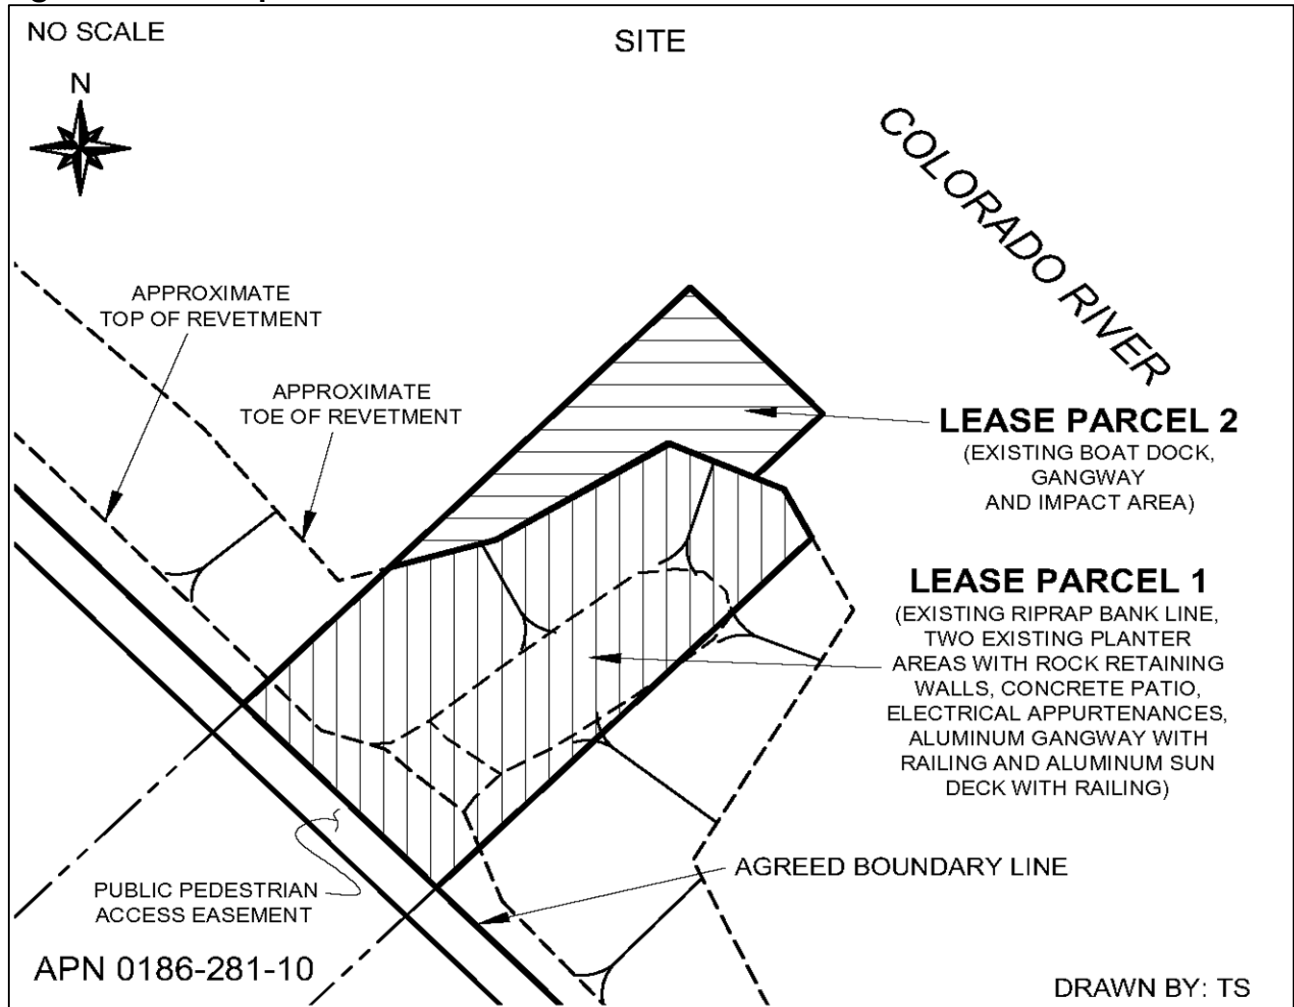 NO SCALE
SITE
N
COLORADO RIVER
APPROXIMATE
TOP OF REVETMENT
APPROXIMATE
TOE OF REVETMENT
LEASE PARCEL 2
(EXISTING BOAT DOCK,
GANGWAY
AND IMPACT AREA)
LEASE PARCEL 1
(EXISTING RIPRAP BANK LINE,
TWO EXISTING PLANTER
AREAS WITH ROCK RETAINING
WALLS, CONCRETE PATIO,
ELECTRICAL APPURTENANCES,
ALUMINUM GANGWAY WITH
RAILING AND ALUMINUM SUN
DECK WITH RAILING)
AGREED BOUNDARY LINE
PUBLIC PEDESTRIAN
ACCESS EASEMENT
APN 0186-281-10
DRAWN BY: TS